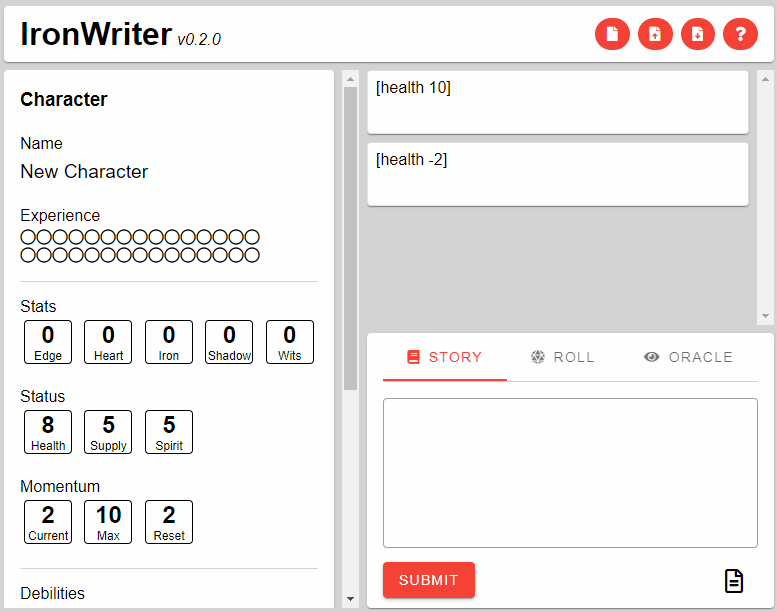 IronWriter v0.2.0
Character
Name
New Character
Experience
Stats
0 0 0 0 0
Edge Heart Iron Shadow Wits
Status
8 5 5
Health Supply Spirit
Momentum
2 10 2
Current Max Reset
Debilities
[health 10]
[health -2]
STORY ROLL ORACLE
SUBMIT